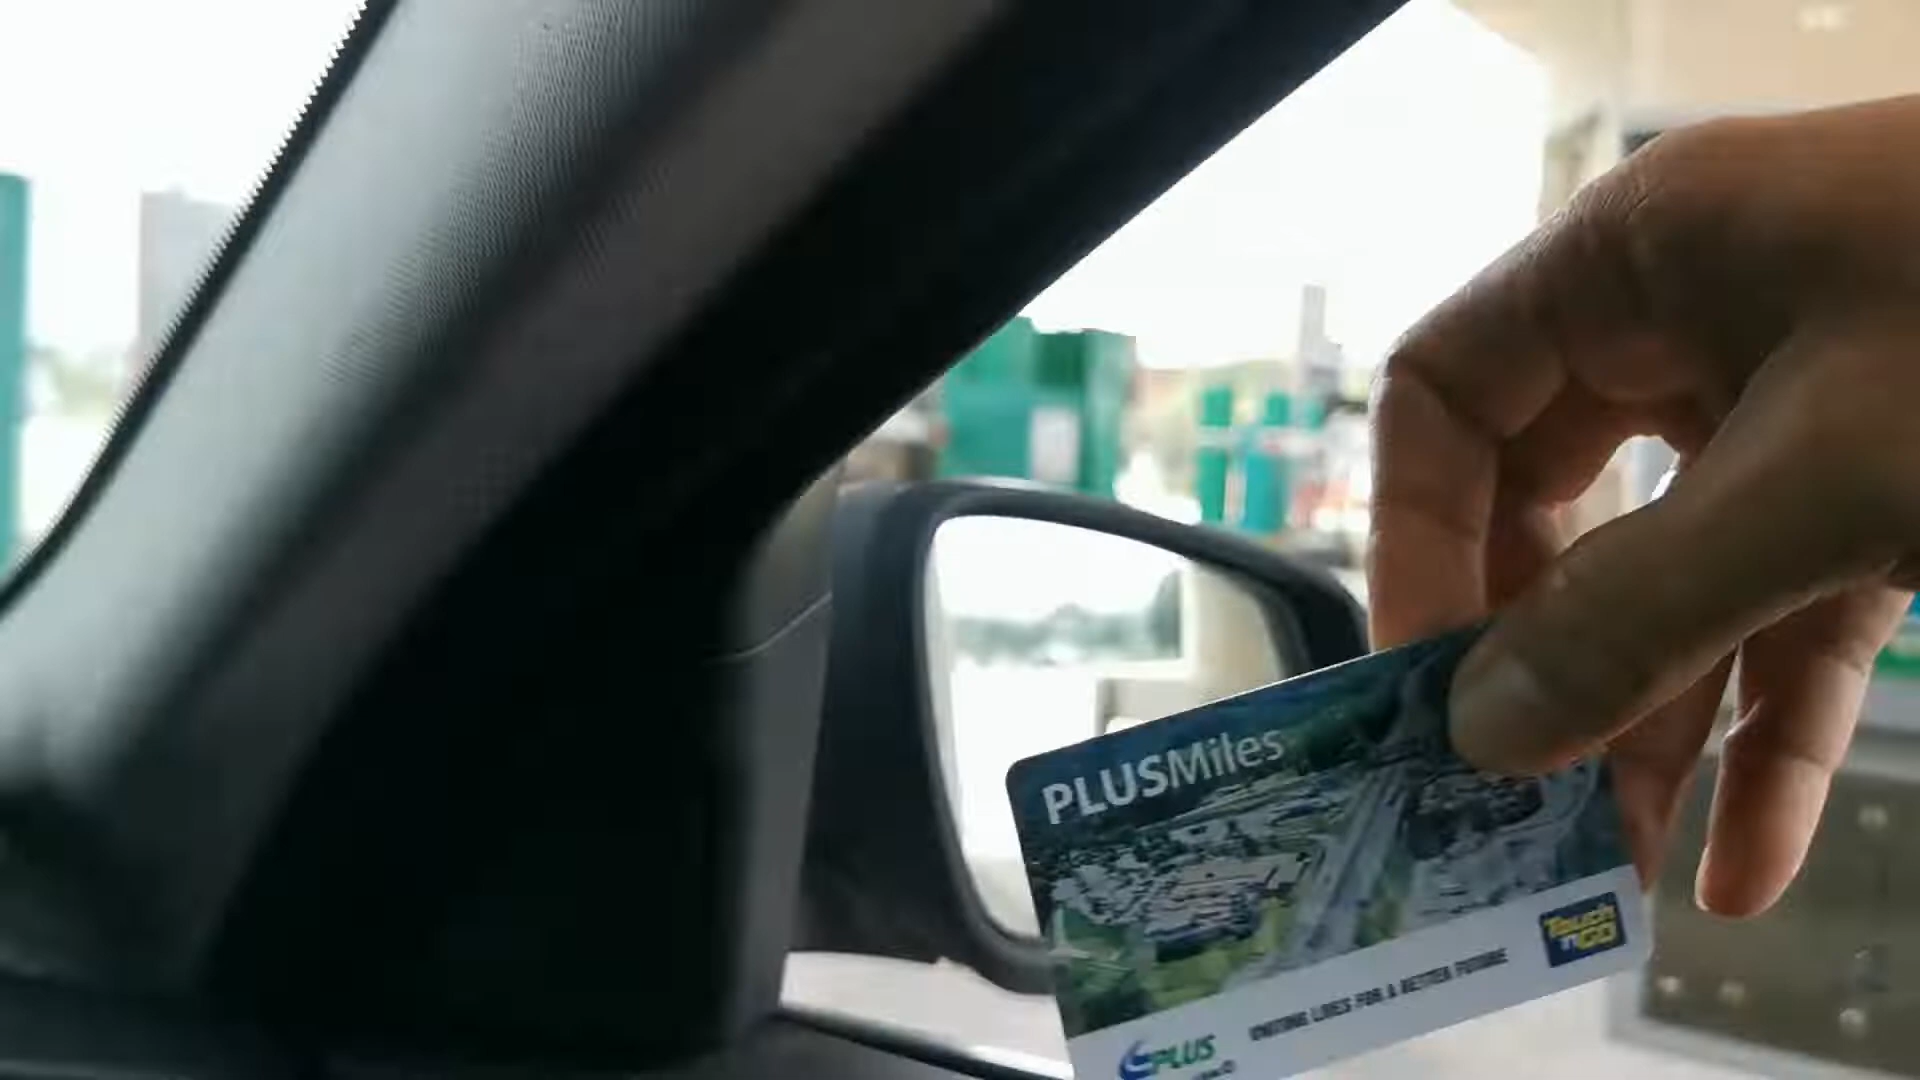 PLUSMiles
Touch
'n GO
UNITING LIVES FOR A BETTER FUTURE
PLUS